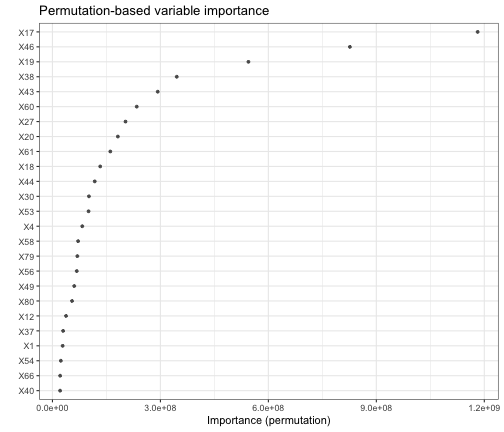 Permutation-based variable importance
X17
X46
X19
X38
X43
X60
X27
X20
X61
X18
X44
X30
X53
X4
X58
X79
X56
X49
X80
X12
X37
X1
X54
X66
X40
0.0e+00 3.0e+08 6.0e+08 9.0e+08 1.2e+09
Importance (permutation)